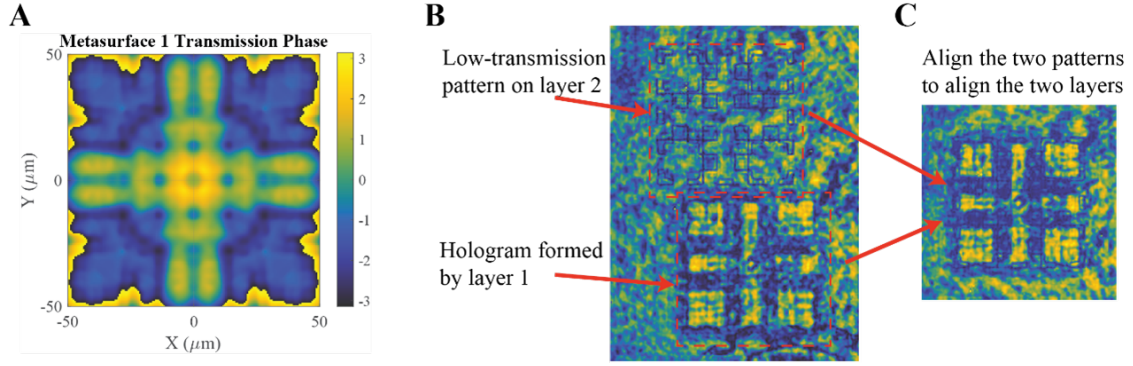 A
Metasurface 1 Transmission Phase
50
0
-50
Y (μm)
-50
0
50
X (μm)
3
2
1
0
-1
-2
-3
B
Low-transmission
pattern on layer 2
Hologram formed
by layer 1
C
Align the two patterns
to align the two layers